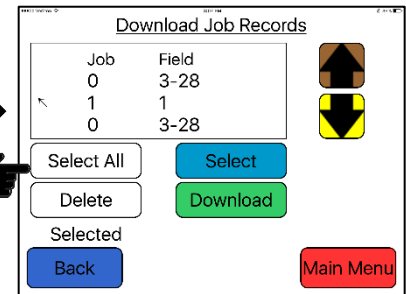 Download Job Records
Job Field
0 3-28
1 1
0 3-28
Select All Select
Delete Download
Selected
Back Main Menu